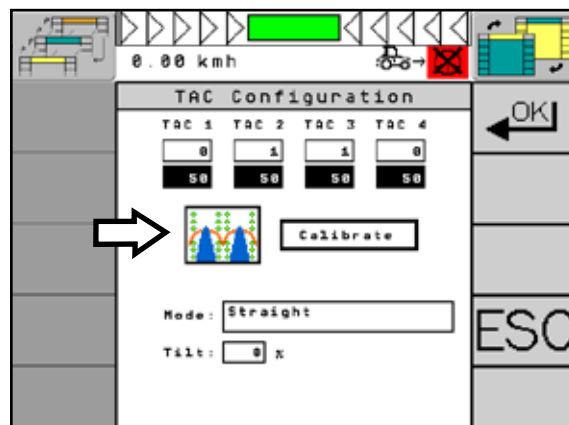 0.00 kmh
TAC Configuration
OK
TAC 1 TAC 2 TAC 3 TAC 4
0 1 1 0
50 50 50 50
Calibrate
Mode: Straight
ESC
Tilt: 0 %